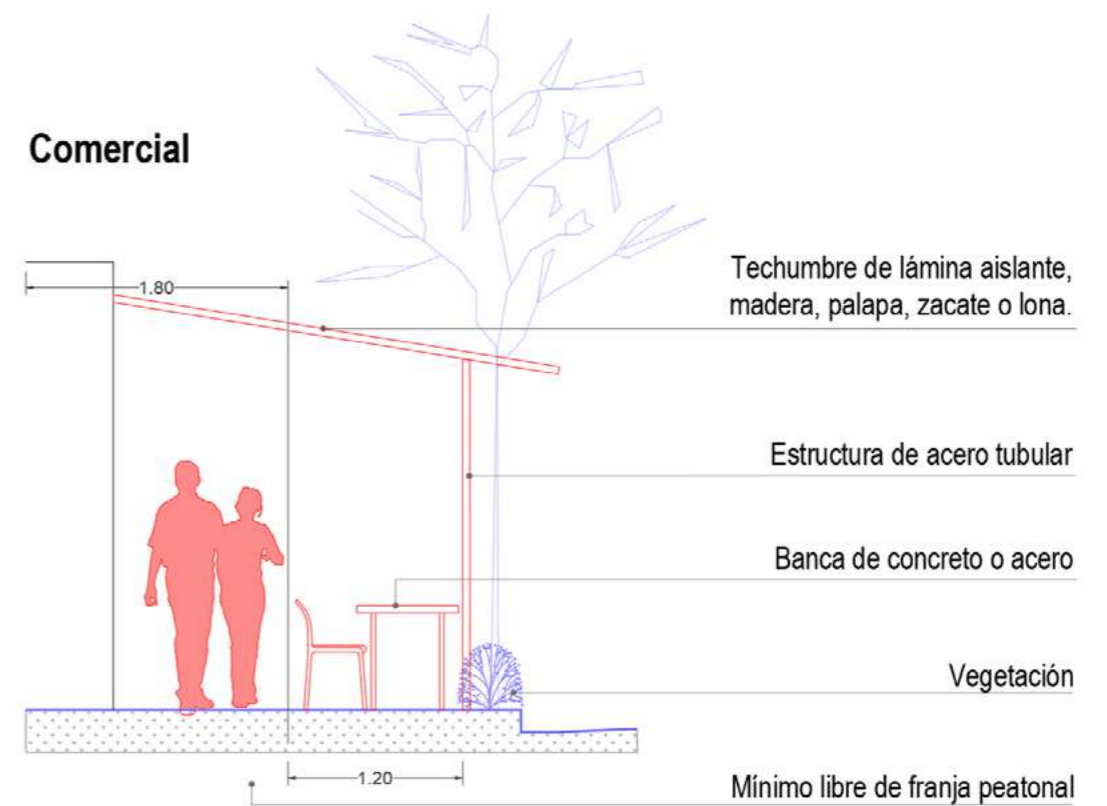 Comercial
1.80
Techumbre de lámina aislante,
madera, palapa, zacate o lona.
Estructura de acero tubular
Banca de concreto o acero
Vegetación
1.20
Mínimo libre de franja peatonal